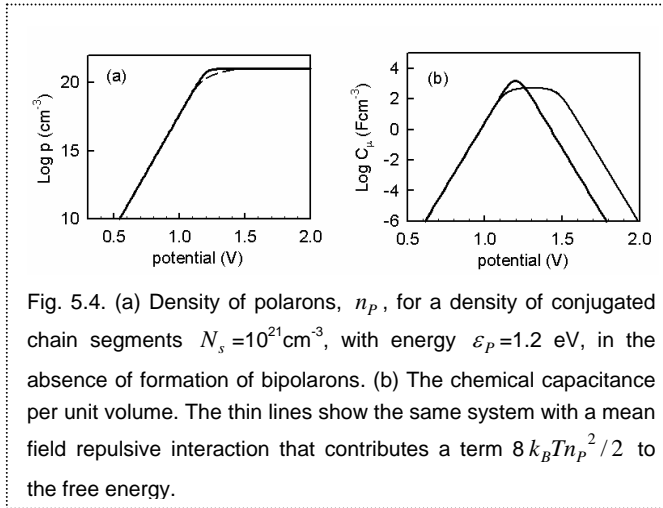 (a)
Log p (cm⁻³)
20
15
10
0.5 1.0 1.5 2.0
potential (V)
(b)
Log Cμ (Fcm⁻³)
4
2
0
-2
-4
-6
0.5 1.0 1.5 2.0
potential (V)
Fig. 5.4. (a) Density of polarons, n_P, for a density of conjugated
chain segments N_s=10²¹cm⁻³, with energy ε_P=1.2 eV, in the
absence of formation of bipolarons. (b) The chemical capacitance
per unit volume. The thin lines show the same system with a mean
field repulsive interaction that contributes a term 8k_BTn_P²/2 to
the free energy.